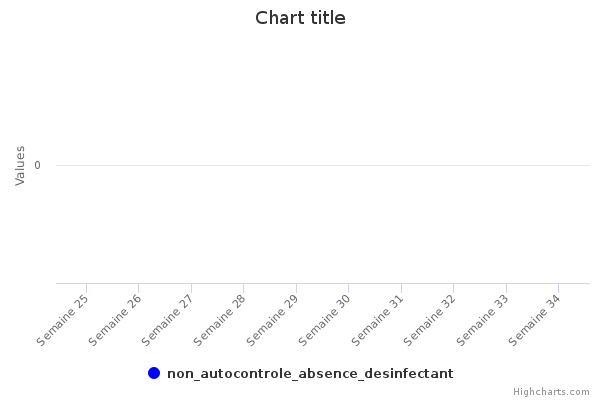 Chart title
Values
0
Semaine 25
Semaine 26
Semaine 27
Semaine 28
Semaine 29
Semaine 30
Semaine 31
Semaine 32
Semaine 33
Semaine 34
non_autocontrole_absence_desinfectant
Highcharts.com